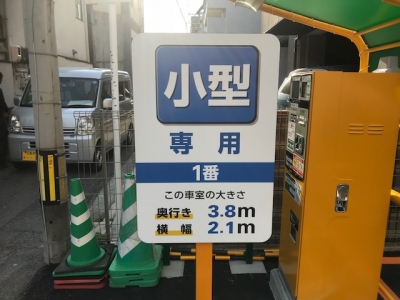 小型
専用
1番
この車室の大きさ
奥行き 3.8m
横幅 2.1m